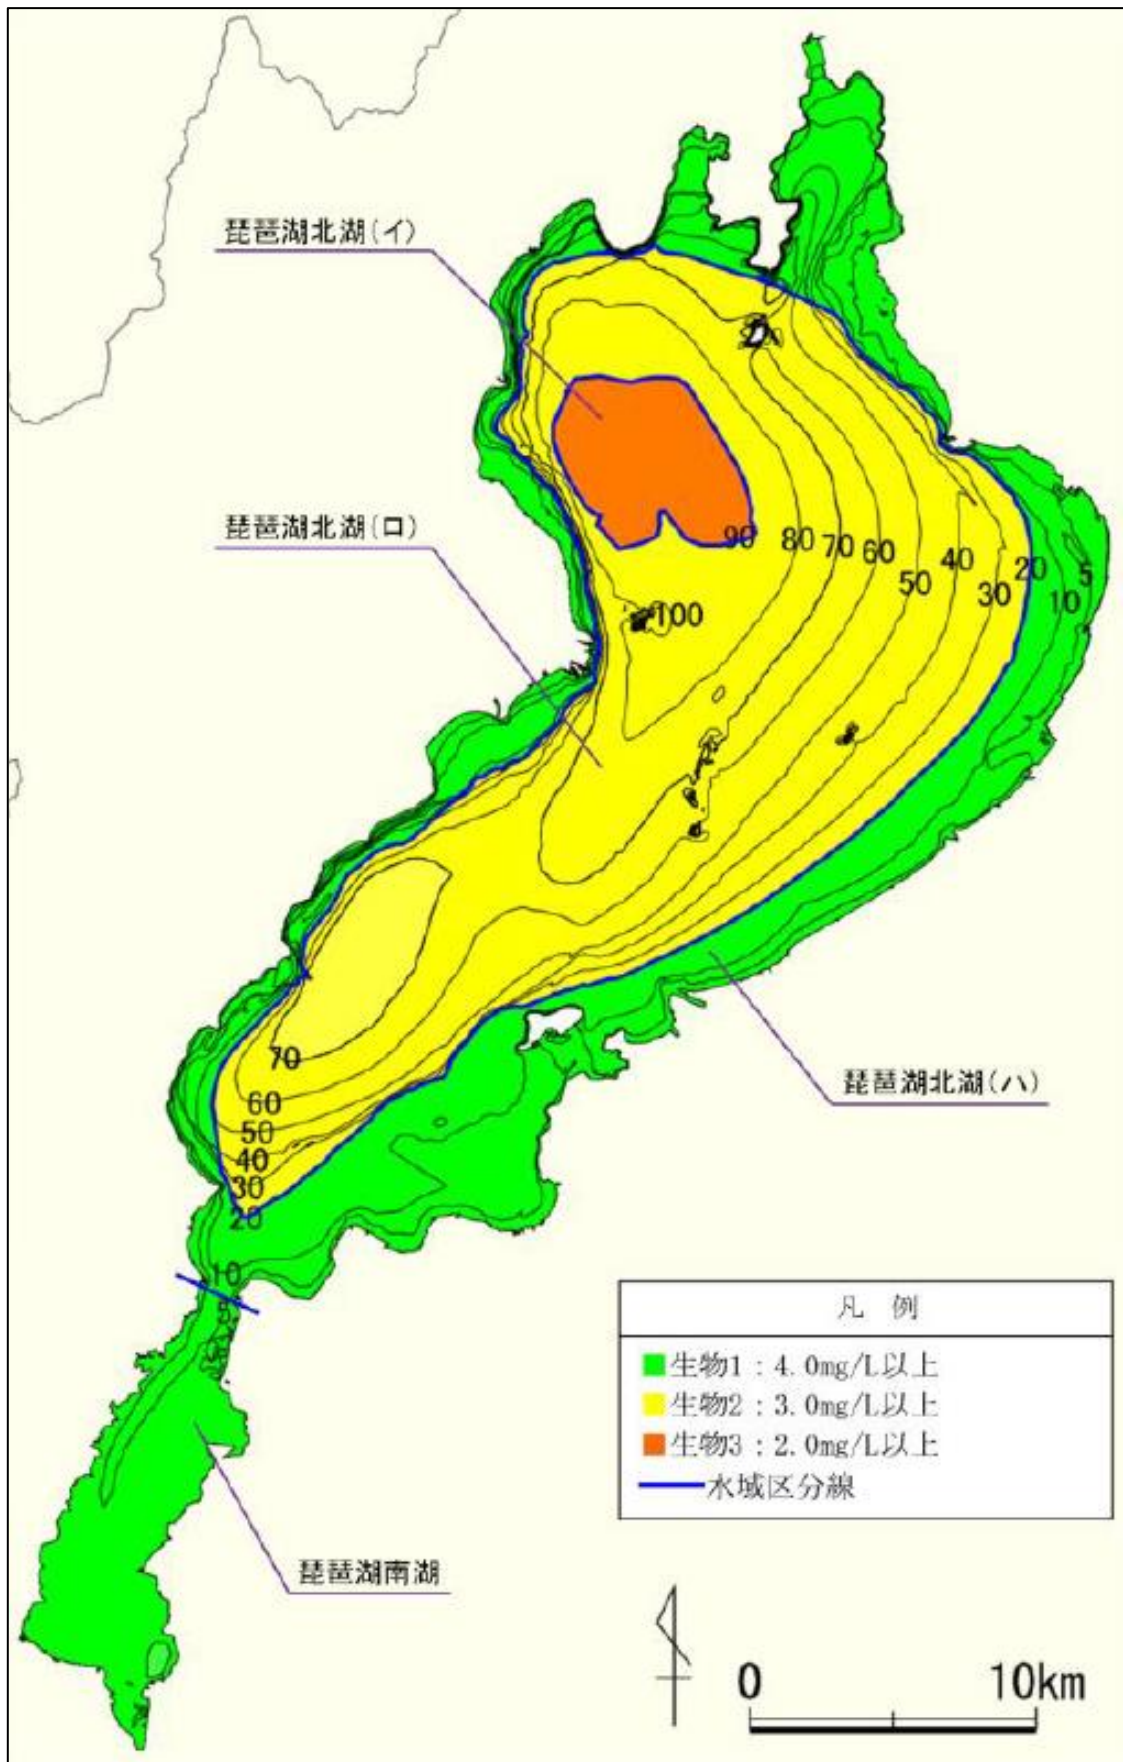 琵琶湖北湖(イ)
琵琶湖北湖(ロ)
90 80 70 60 50 40 30 20 10 5
100
70
60
50
40
30
20
10
5
琵琶湖北湖(ハ)
凡 例
生物1：4.0mg/L以上
生物2：3.0mg/L以上
生物3：2.0mg/L以上
水域区分線
琵琶湖南湖
0 10km